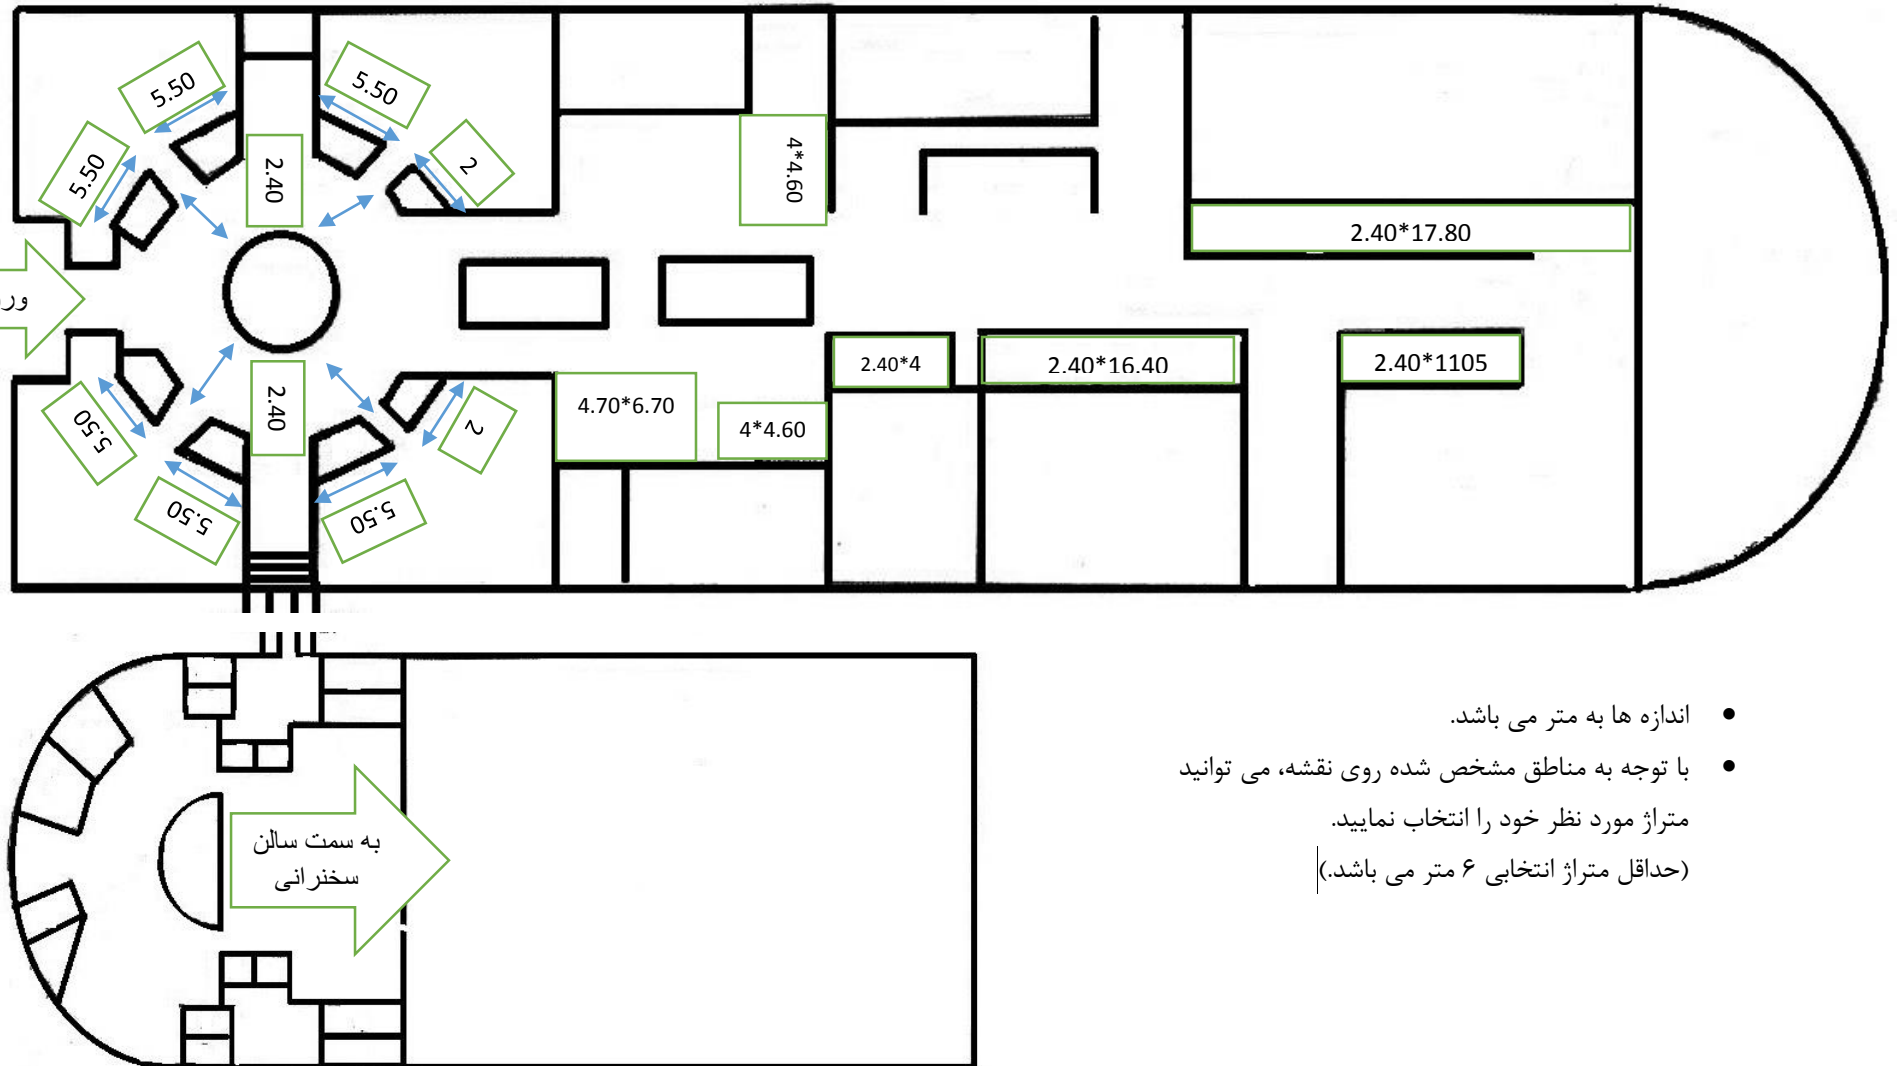 5.50
5.50
5.50
2.40
2
4*4.60
2.40*17.80
ور
2.40*4
2.40*16.40
2.40*1105
4.70*6.70
4*4.60
2.40
5.50
2
5.50
5.50
به سمت سالن
سخنرانی
• اندازه ها به متر می باشد.
• با توجه به مناطق مشخص شده روی نقشه، می توانید
متراژ مورد نظر خود را انتخاب نمایید.
(حداقل متراژ انتخابی ۶ متر می باشد.)